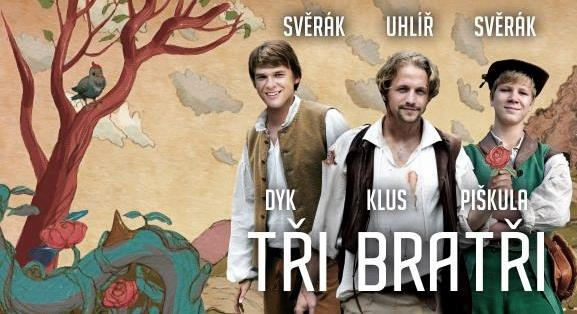 SVĚRÁK UHLÍŘ SVĚRÁK
DYK KLUS PIŠKULA
TŘI BRATŘI